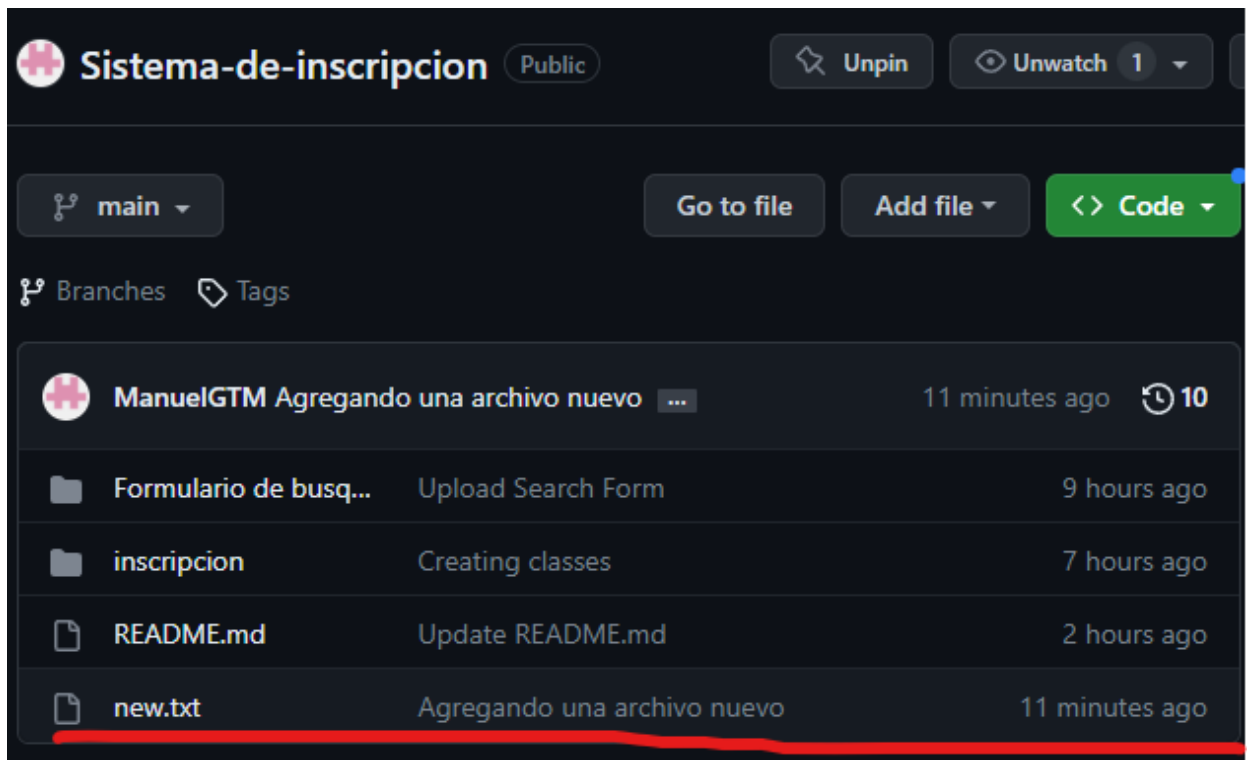 Sistema-de-inscripcion Public Unpin Unwatch 1
main Go to file Add file <> Code
Branches Tags
ManuelGTM Agregando una archivo nuevo ... 11 minutes ago 10
Formulario de busq... Upload Search Form 9 hours ago
inscripcion Creating classes 7 hours ago
README.md Update README.md 2 hours ago
new.txt Agregando una archivo nuevo 11 minutes ago